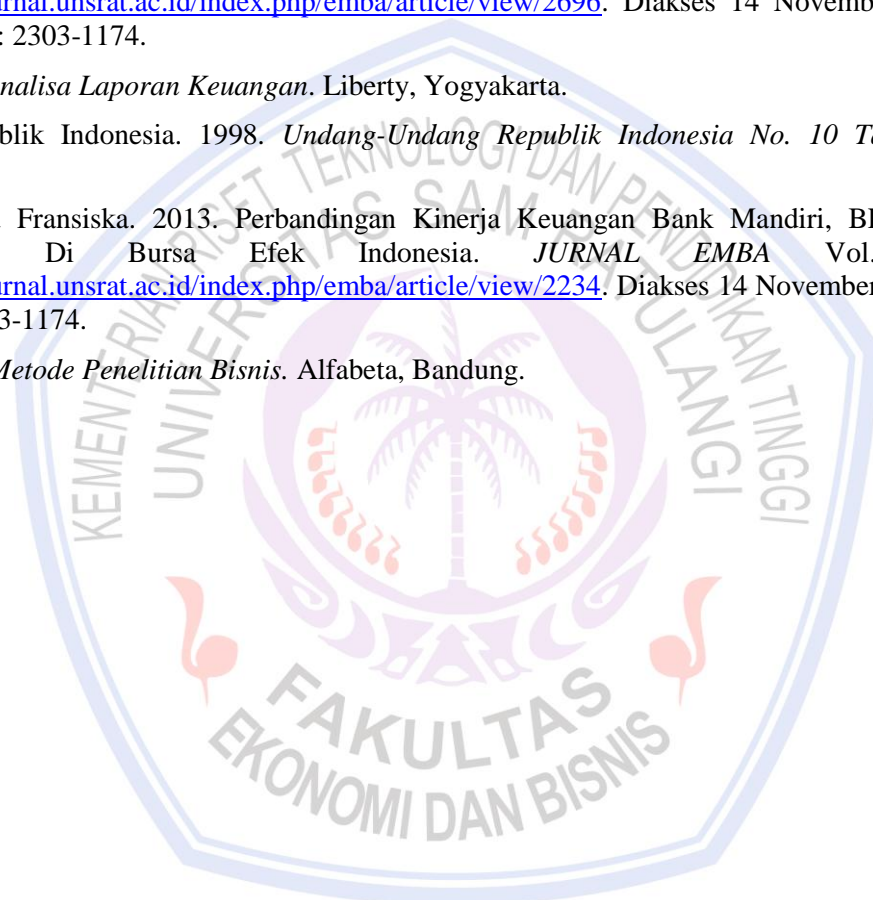 rnal.unsrat.ac.id/index.php/emba/article/view/2696. Diakses 14 Novemb
: 2303-1174.
nalisa Laporan Keuangan. Liberty, Yogyakarta.
blik Indonesia. 1998. Undang-Undang Republik Indonesia No. 10 T
. Fransiska. 2013. Perbandingan Kinerja Keuangan Bank Mandiri, B
Di Bursa Efek Indonesia. JURNAL EMBA Vol.
rnal.unsrat.ac.id/index.php/emba/article/view/2234. Diakses 14 November
3-1174.
Metode Penelitian Bisnis. Alfabeta, Bandung.
KEMENTERIAN RISET TEKNOLOGI DAN PENDIDIKAN TINGGI
UNIVERSITAS SAM RATULANGI
FAKULTAS
EKONOMI DAN BISNIS